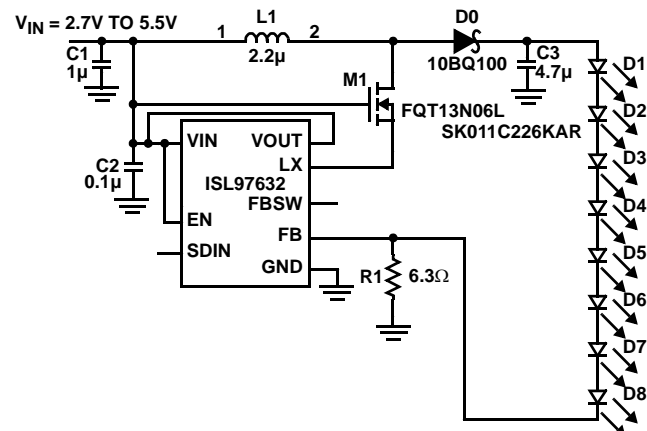 VIN = 2.7V TO 5.5V
C1
1µ
1
L1
2
2.2µ
D0
10BQ100
C3
4.7µ
M1
FQT13N06L
SK011C226KAR
C2
0.1µ
VIN
VOUT
LX
ISL97632
FBSW
EN
FB
SDIN
GND
R1
6.3Ω
D1
D2
D3
D4
D5
D6
D7
D8